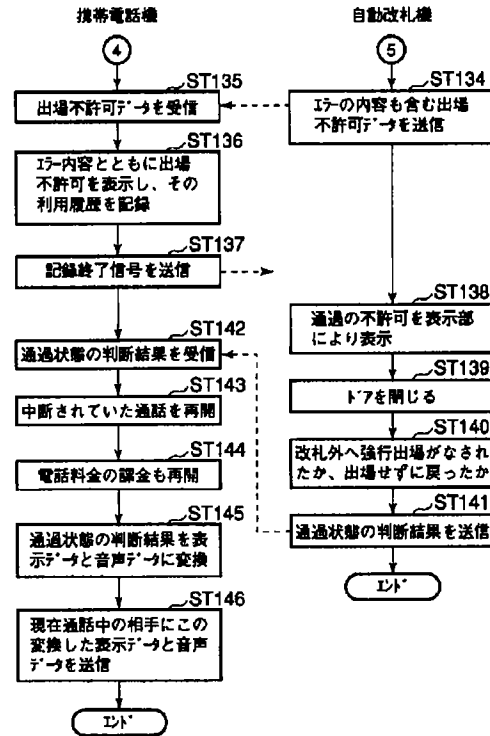 携帯電話機
自動改札機
4
5
ST135
出場不許可データを受信
ST134
エラーの内容も含む出場
不許可データを送信
ST136
エラー内容とともに出場
不許可を表示し、その
利用履歴を記録
ST137
記録終了信号を送信
ST138
通過の不許可を表示部
により表示
ST142
通過状態の判断結果を受信
ST139
ドアを閉じる
ST143
中断されていた通話を再開
ST140
改札外へ強行出場がなされ
たか、出場せずに戻ったか
ST144
電話料金の課金も再開
ST141
通過状態の判断結果を送信
ST145
通過状態の判断結果を表
示データと音声データに変換
エンド
ST146
現在通話中の相手にこの
変換した表示データと音声
データを送信
エンド